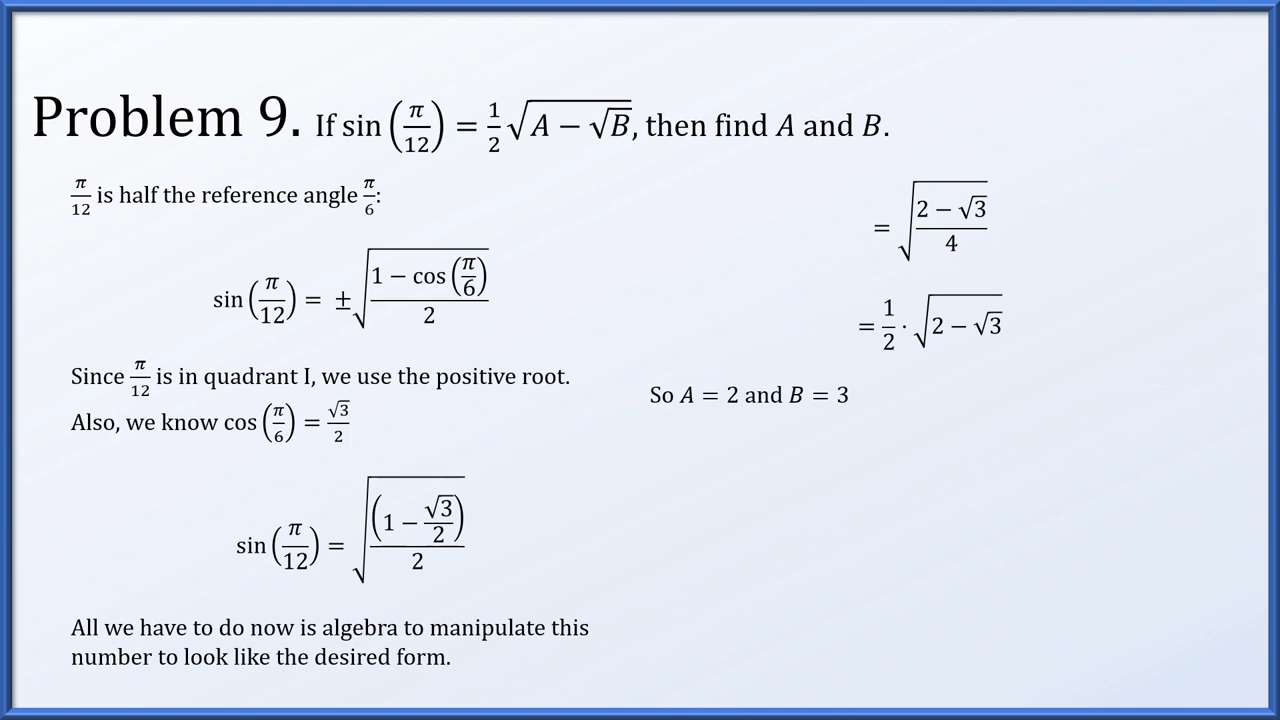 Problem 9. If sin(π/12) = 1/2 √(A − √B), then find A and B.
π/12 is half the reference angle π/6:
sin(π/12) = ±√((1 − cos(π/6))/2)
Since π/12 is in quadrant I, we use the positive root.
Also, we know cos(π/6) = √3/2
sin(π/12) = √((1 − √3/2)/2)
All we have to do now is algebra to manipulate this
number to look like the desired form.
= √((2 − √3)/4)
= 1/2 · √(2 − √3)
So A = 2 and B = 3